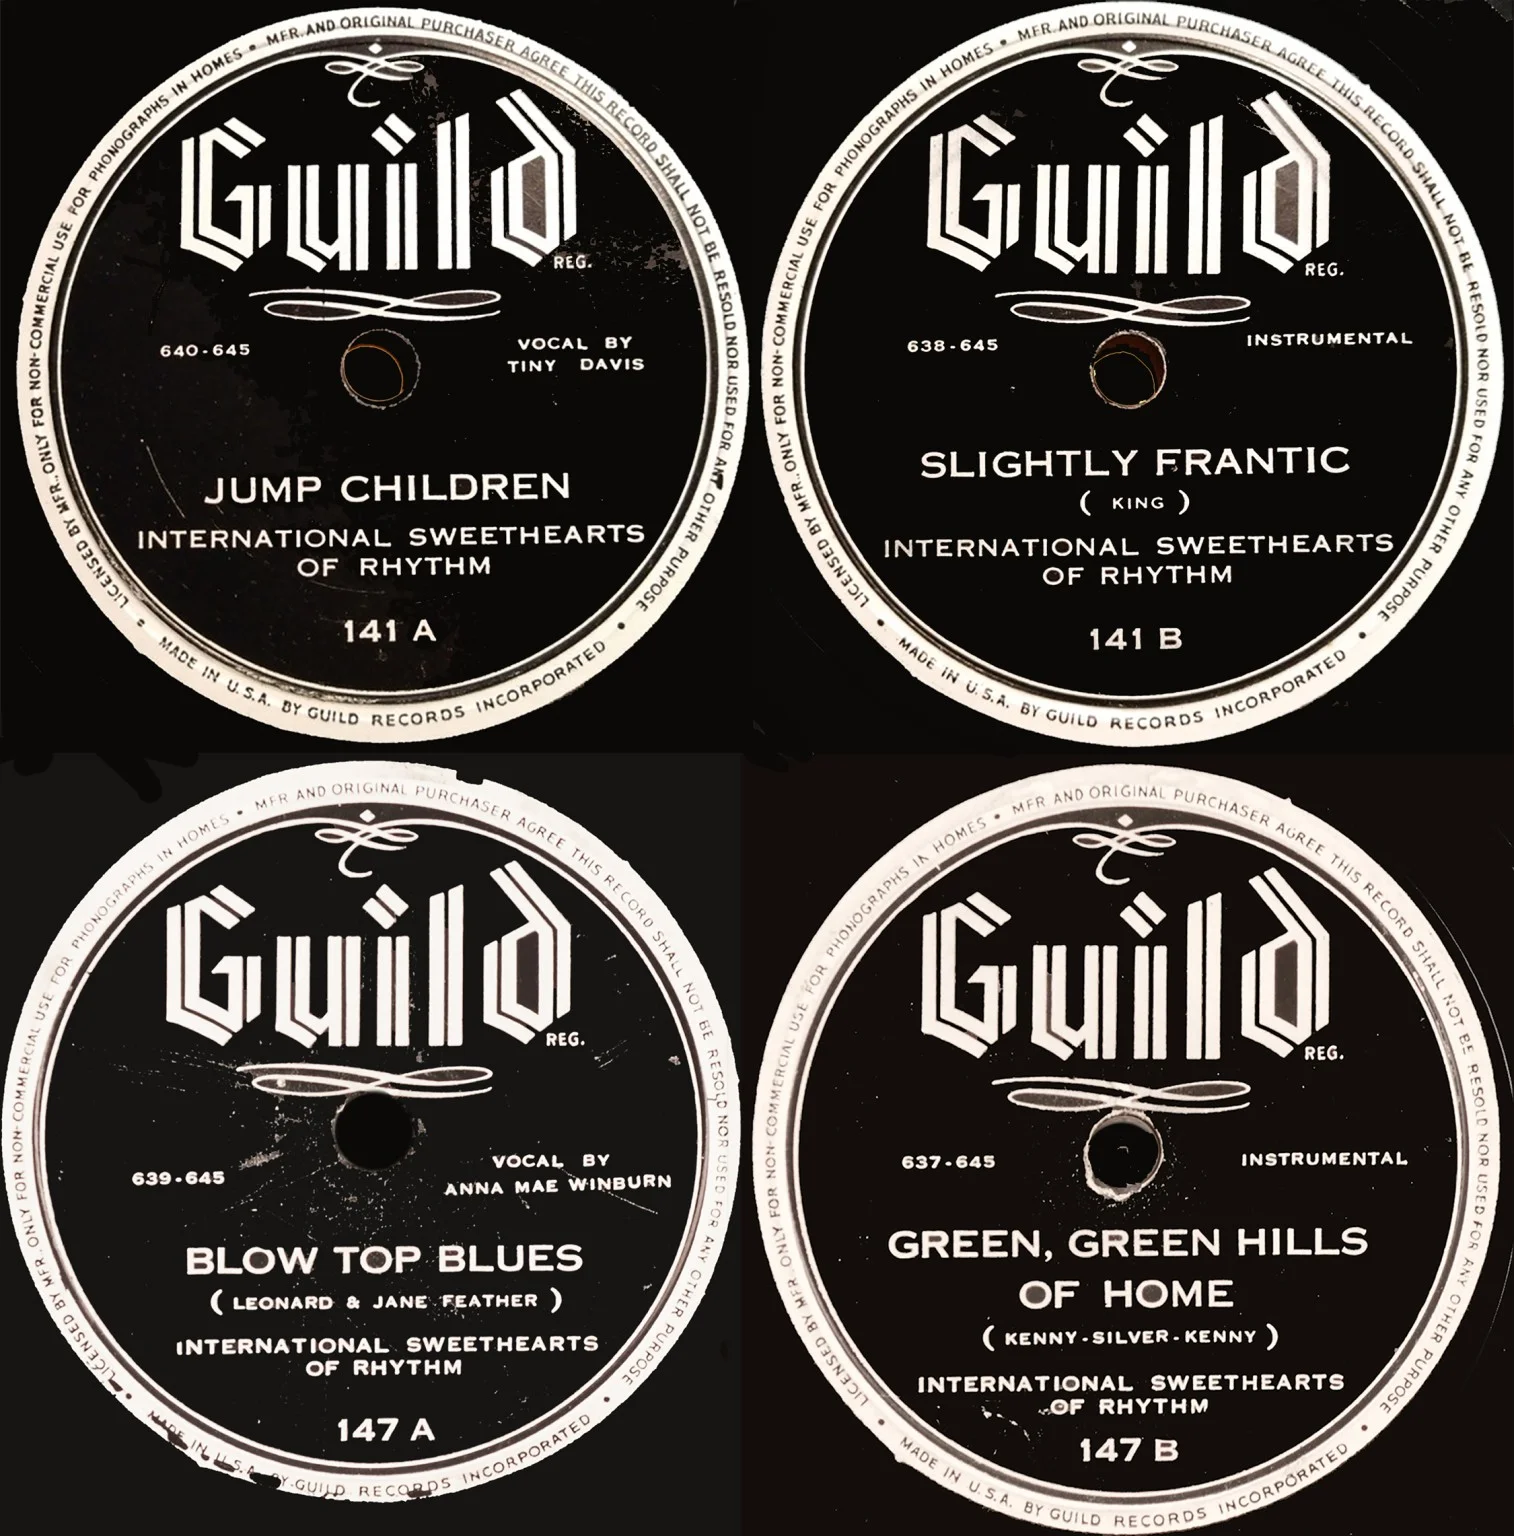 MFR. AND ORIGINAL PURCHASER AGREE THIS RECORD SHALL NOT BE RESOLD NOR USED FOR ANY OTHER PURPOSE • MADE IN U.S.A. BY GUILD RECORDS INCORPORATED • LICENSED BY MFR. ONLY FOR NON-COMMERCIAL USE FOR PHONOGRAPHS IN HOMES •
Guild
REG.
640-645
VOCAL BY
TINY DAVIS
JUMP CHILDREN
INTERNATIONAL SWEETHEARTS
OF RHYTHM
141 A
MFR. AND ORIGINAL PURCHASER AGREE THIS RECORD SHALL NOT BE RESOLD NOR USED FOR ANY OTHER PURPOSE • MADE IN U.S.A. BY GUILD RECORDS INCORPORATED • LICENSED BY MFR. ONLY FOR NON-COMMERCIAL USE FOR PHONOGRAPHS IN HOMES •
Guild
REG.
638-645
INSTRUMENTAL
SLIGHTLY FRANTIC
( KING )
INTERNATIONAL SWEETHEARTS
OF RHYTHM
141 B
MFR AND ORIGINAL PURCHASER AGREE THIS RECORD SHALL NOT BE RESOLD NOR USED FOR ANY OTHER PURPOSE • MADE IN U.S.A. BY GUILD RECORDS INCORPORATED • LICENSED BY MFR. ONLY FOR NON-COMMERCIAL USE FOR PHONOGRAPHS IN HOMES •
Guild
REG.
639-645
VOCAL BY
ANNA MAE WINBURN
BLOW TOP BLUES
( LEONARD & JANE FEATHER )
INTERNATIONAL SWEETHEARTS
OF RHYTHM
147 A
MFR AND ORIGINAL PURCHASER AGREE THIS RECORD SHALL NOT BE RESOLD NOR USED FOR ANY OTHER PURPOSE • MADE IN U.S.A. BY GUILD RECORDS INCORPORATED • LICENSED BY MFR. ONLY FOR NON-COMMERCIAL USE FOR PHONOGRAPHS IN HOMES •
Guild
REG.
637-645
INSTRUMENTAL
GREEN, GREEN HILLS
OF HOME
( KENNY-SILVER-KENNY )
INTERNATIONAL SWEETHEARTS
OF RHYTHM
147 B